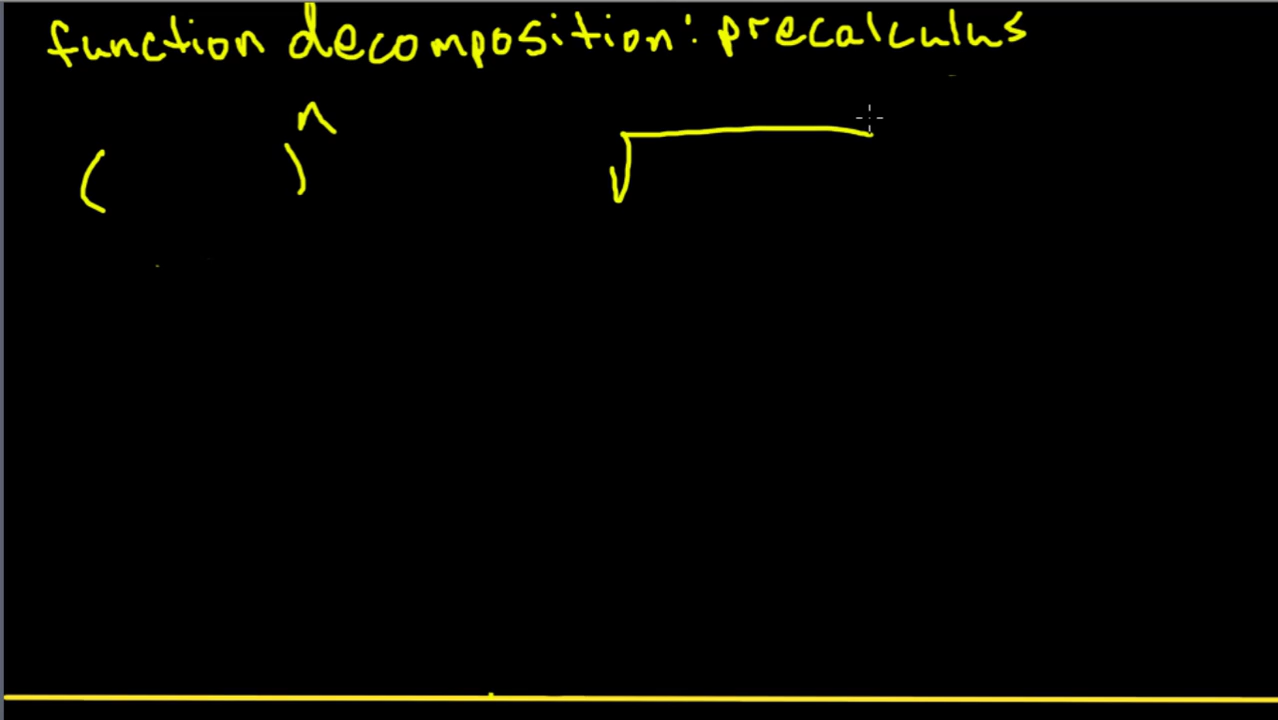 function decomposition: precalculus
( )ⁿ √